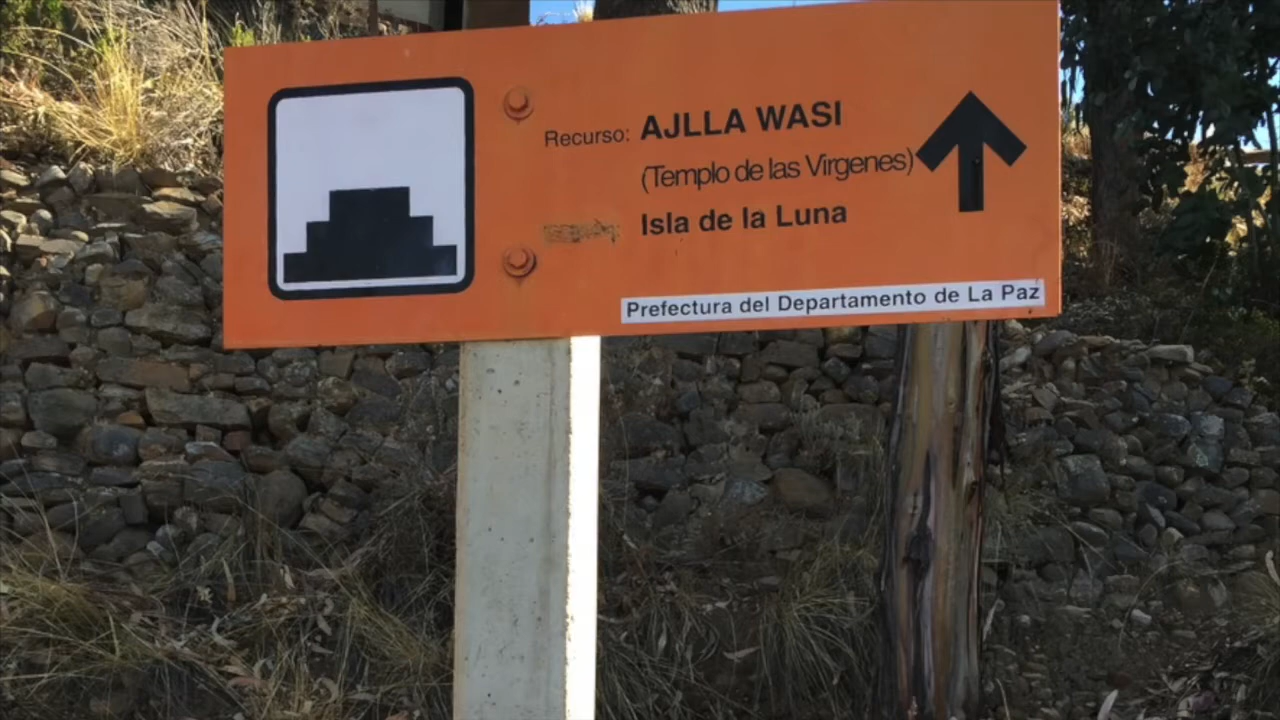 Recurso: AJLLA WASI
(Templo de las Virgenes)
Isla de la Luna
Prefectura del Departamento de La Paz